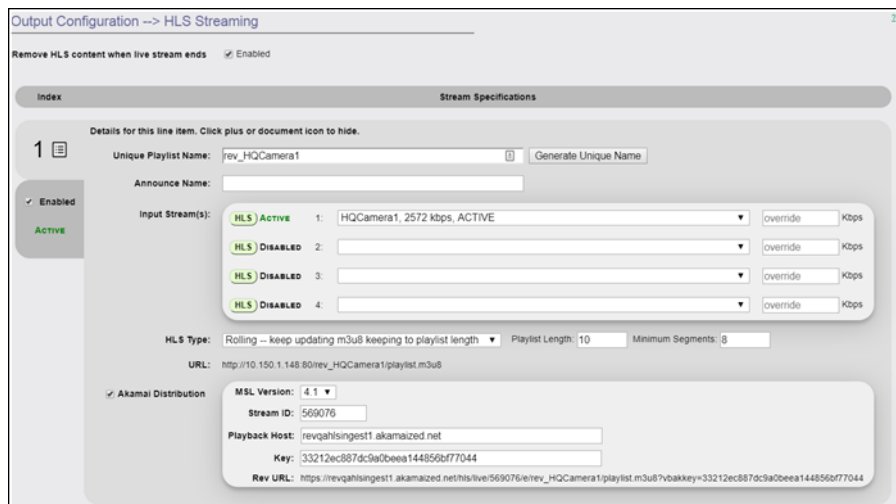 Output Configuration --> HLS Streaming
2
Remove HLS content when live stream ends Enabled
Index Stream Specifications
Details for this line item. Click plus or document icon to hide.
1
Unique Playlist Name: rev_HQCamera1 Generate Unique Name
Announce Name:
Enabled
ACTIVE
Input Stream(s): HLS ACTIVE 1: HQCamera1, 2572 kbps, ACTIVE override Kbps
HLS DISABLED 2: override Kbps
HLS DISABLED 3: override Kbps
HLS DISABLED 4: override Kbps
HLS Type: Rolling -- keep updating m3u8 keeping to playlist length Playlist Length: 10 Minimum Segments: 8
URL: http://10.150.1.148:80/rev_HQCamera1/playlist.m3u8
Akamai Distribution MSL Version: 4.1
Stream ID: 569076
Playback Host: revqahlsingest1.akamaized.net
Key: 33212ec887dc9a0beea144856bf77044
Rev URL: https://revqahlsingest1.akamaized.net/hls/live/569076/e/rev_HQCamera1/playlist.m3u8?vbakkey=33212ec887dc9a0beea144856bf77044